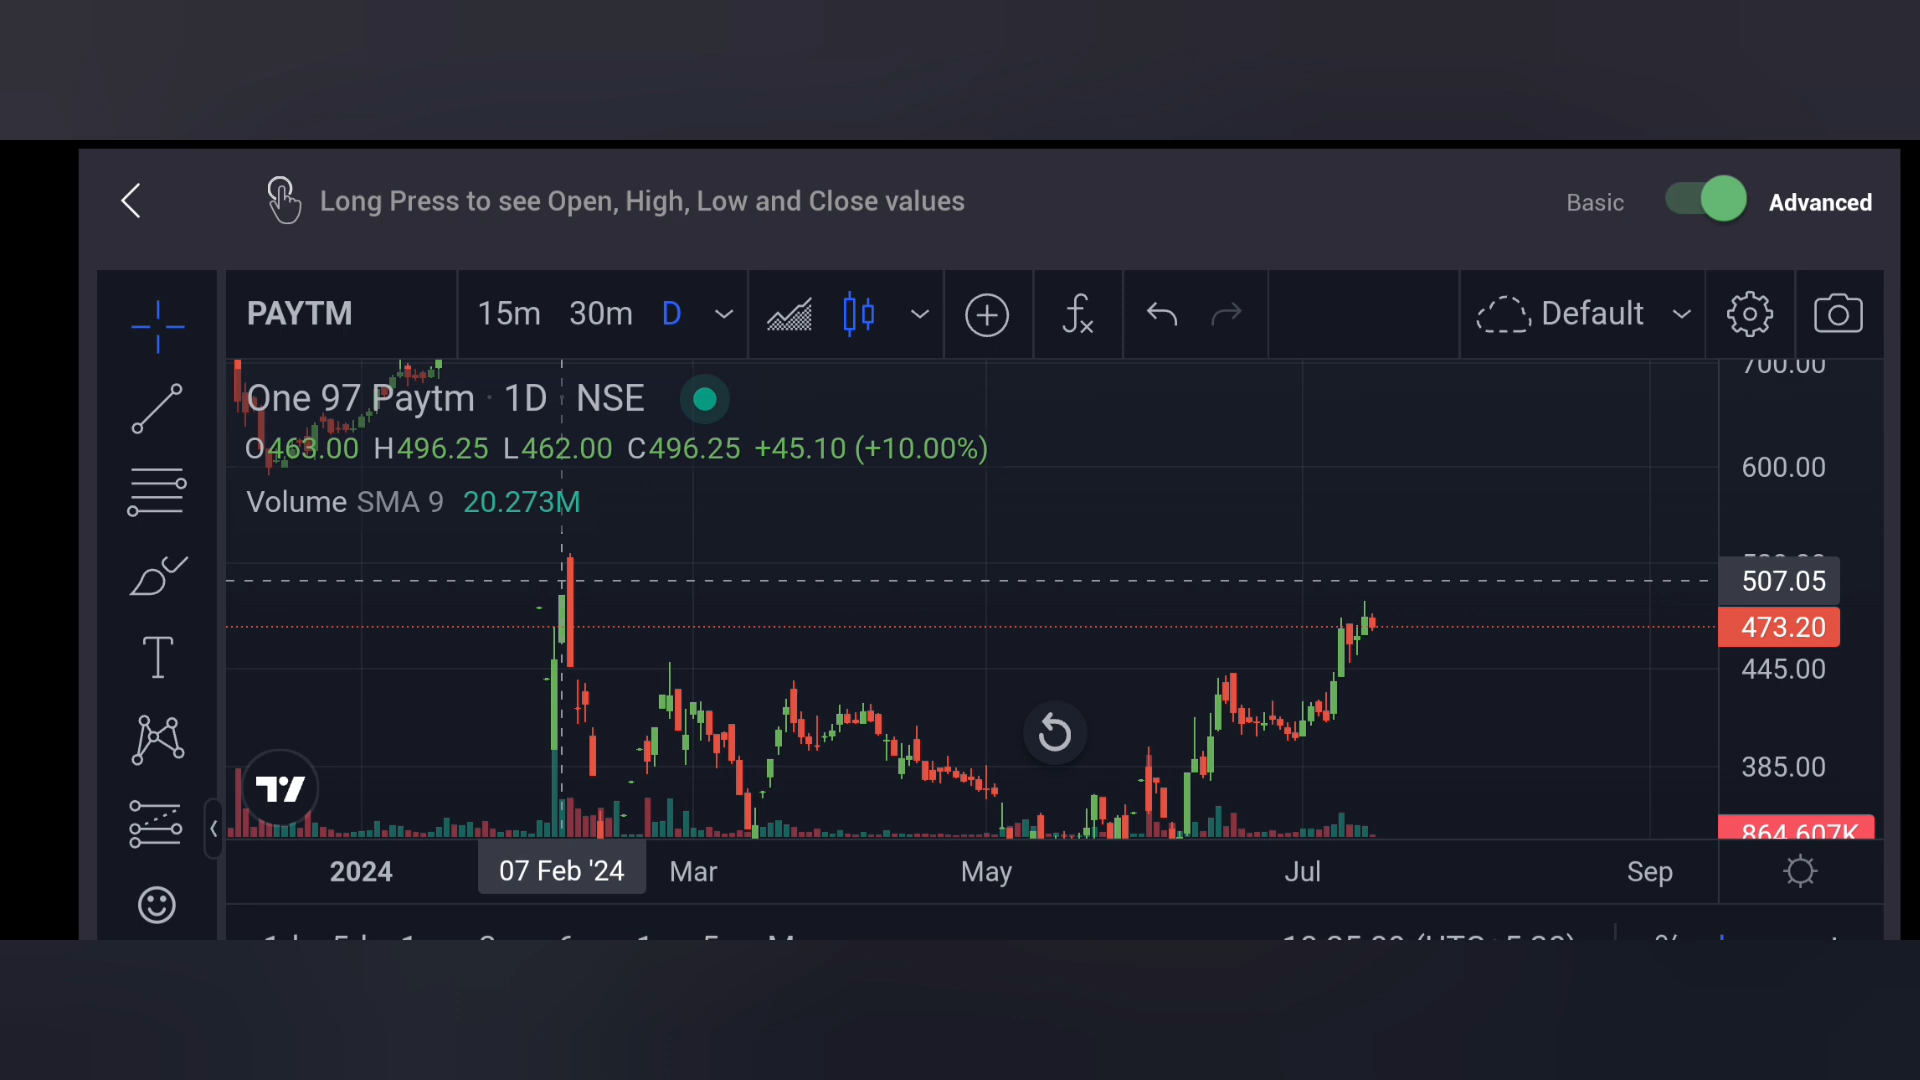 Long Press to see Open, High, Low and Close values
Basic
Advanced
PAYTM
15m 30m D
Default
One 97 Paytm · 1D · NSE
O463.00 H496.25 L462.00 C496.25 +45.10 (+10.00%)
Volume SMA 9 20.273M
700.00
600.00
507.05
473.20
445.00
385.00
864.607K
2024
07 Feb '24
Mar
May
Jul
Sep